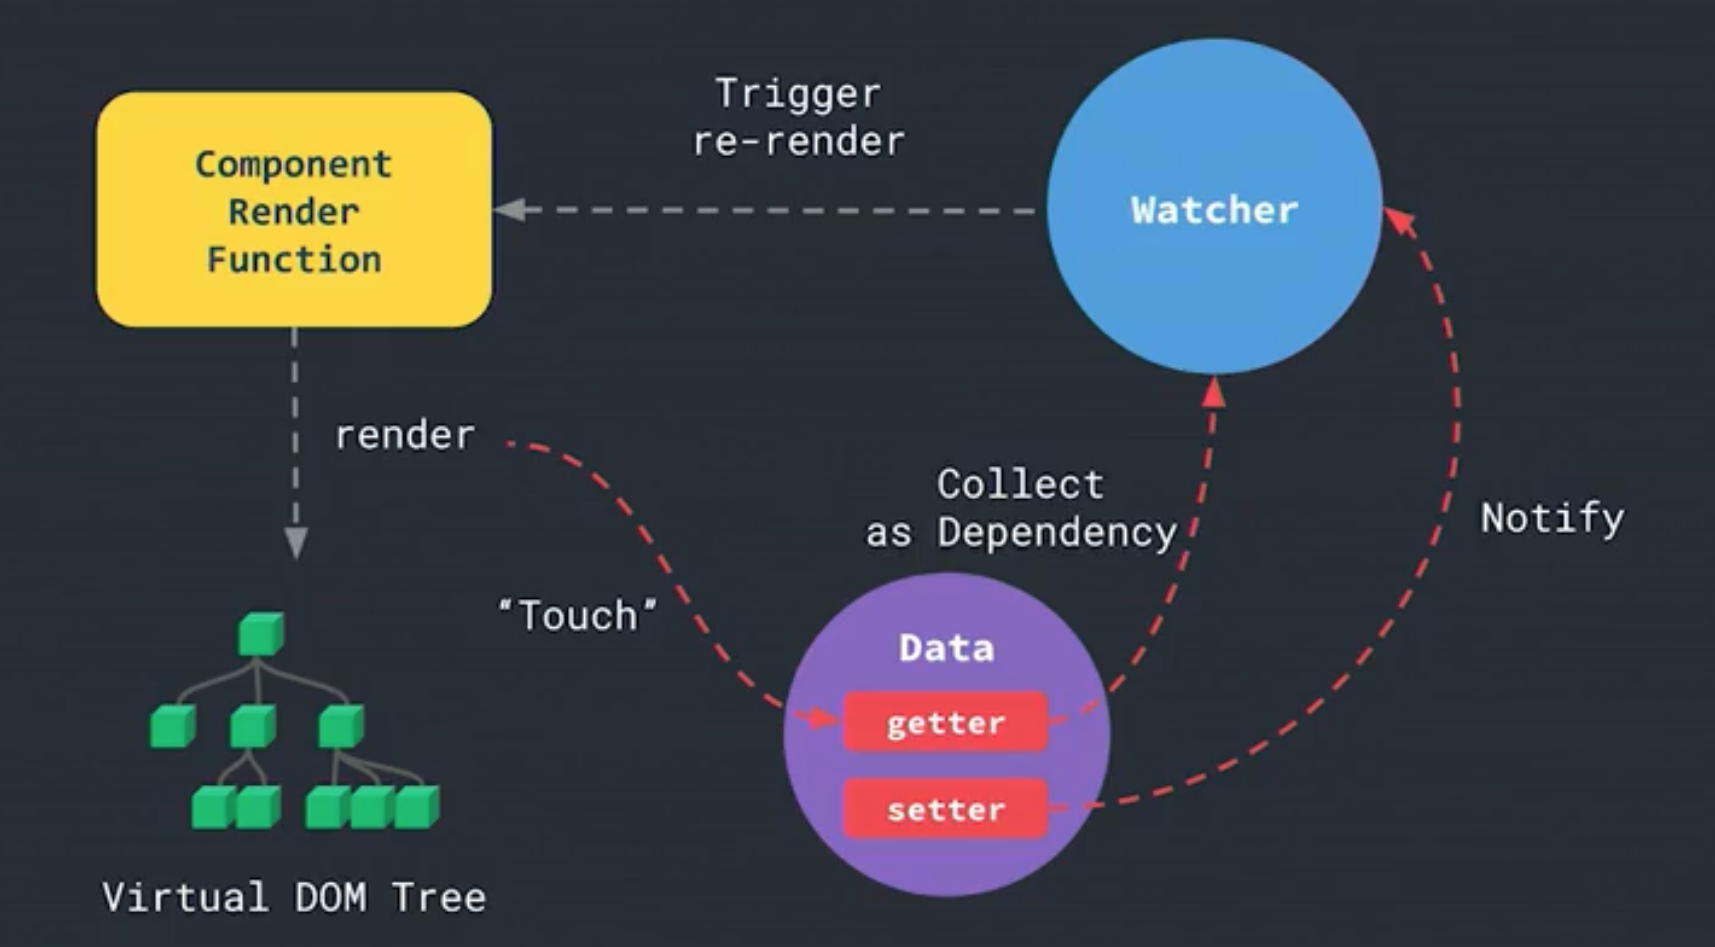 Trigger
re-render
Component
Render
Function
Watcher
render
Collect
as Dependency
Notify
“Touch”
Data
getter
setter
Virtual DOM Tree